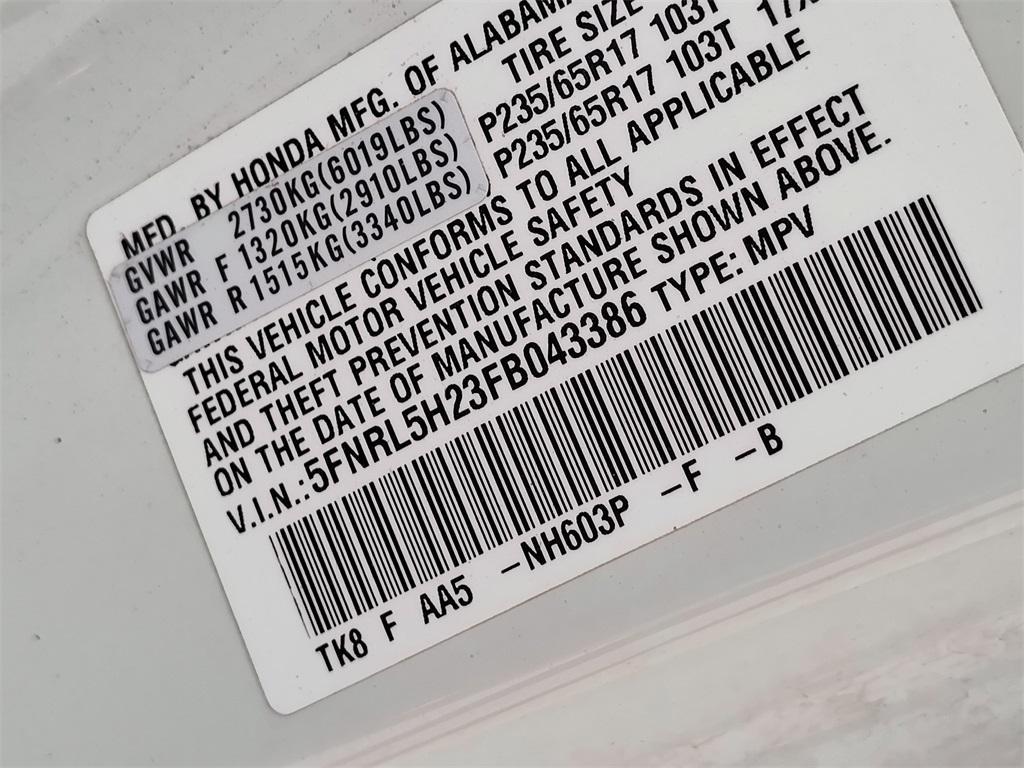 MFD. BY HONDA MFG. OF
TIRE SIZE
GVWR 2730KG(6019LBS)
GAWR F 1320KG(2910LBS) P235/65R17
GAWR R 1515KG(3340LBS) P235/65R17 103T
THIS VEHICLE CONFORMS TO ALL APPLICABLE
FEDERAL MOTOR VEHICLE SAFETY
AND THEFT PREVENTION STANDARDS IN EFFECT
ON THE DATE OF MANUFACTURE SHOWN ABOVE.
V.I.N.:5FNRL5H23FB043386 TYPE: MPV
TK8 F AA5 -NH603P -F -B